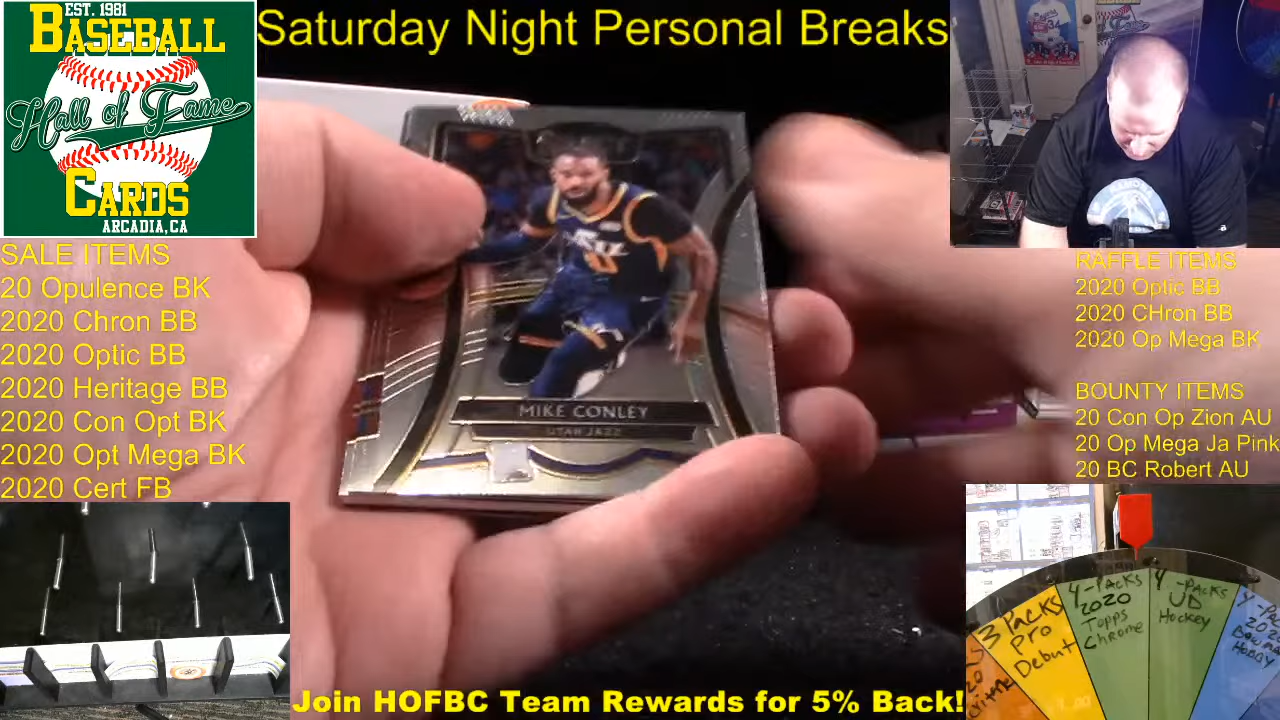 EST. 1981
BASEBALL
Hall of Fame
CARDS
ARCADIA, CA
Saturday Night Personal Breaks
SALE ITEMS
20 Opulence BK
2020 Chron BB
2020 Optic BB
2020 Heritage BB
2020 Con Opt BK
2020 Opt Mega BK
2020 Cert FB
MIKE CONLEY
UTAH JAZZ
RAFFLE ITEMS
2020 Optic BB
2020 CHron BB
2020 Op Mega BK
BOUNTY ITEMS
20 Con Op Zion AU
20 Op Mega Ja Pink
20 BC Robert AU
3 PACKS
PRO
Debut
4-PACKS
2020
Topps
Chrome
4-PACKS
UD
Hockey
Join HOFBC Team Rewards for 5% Back!